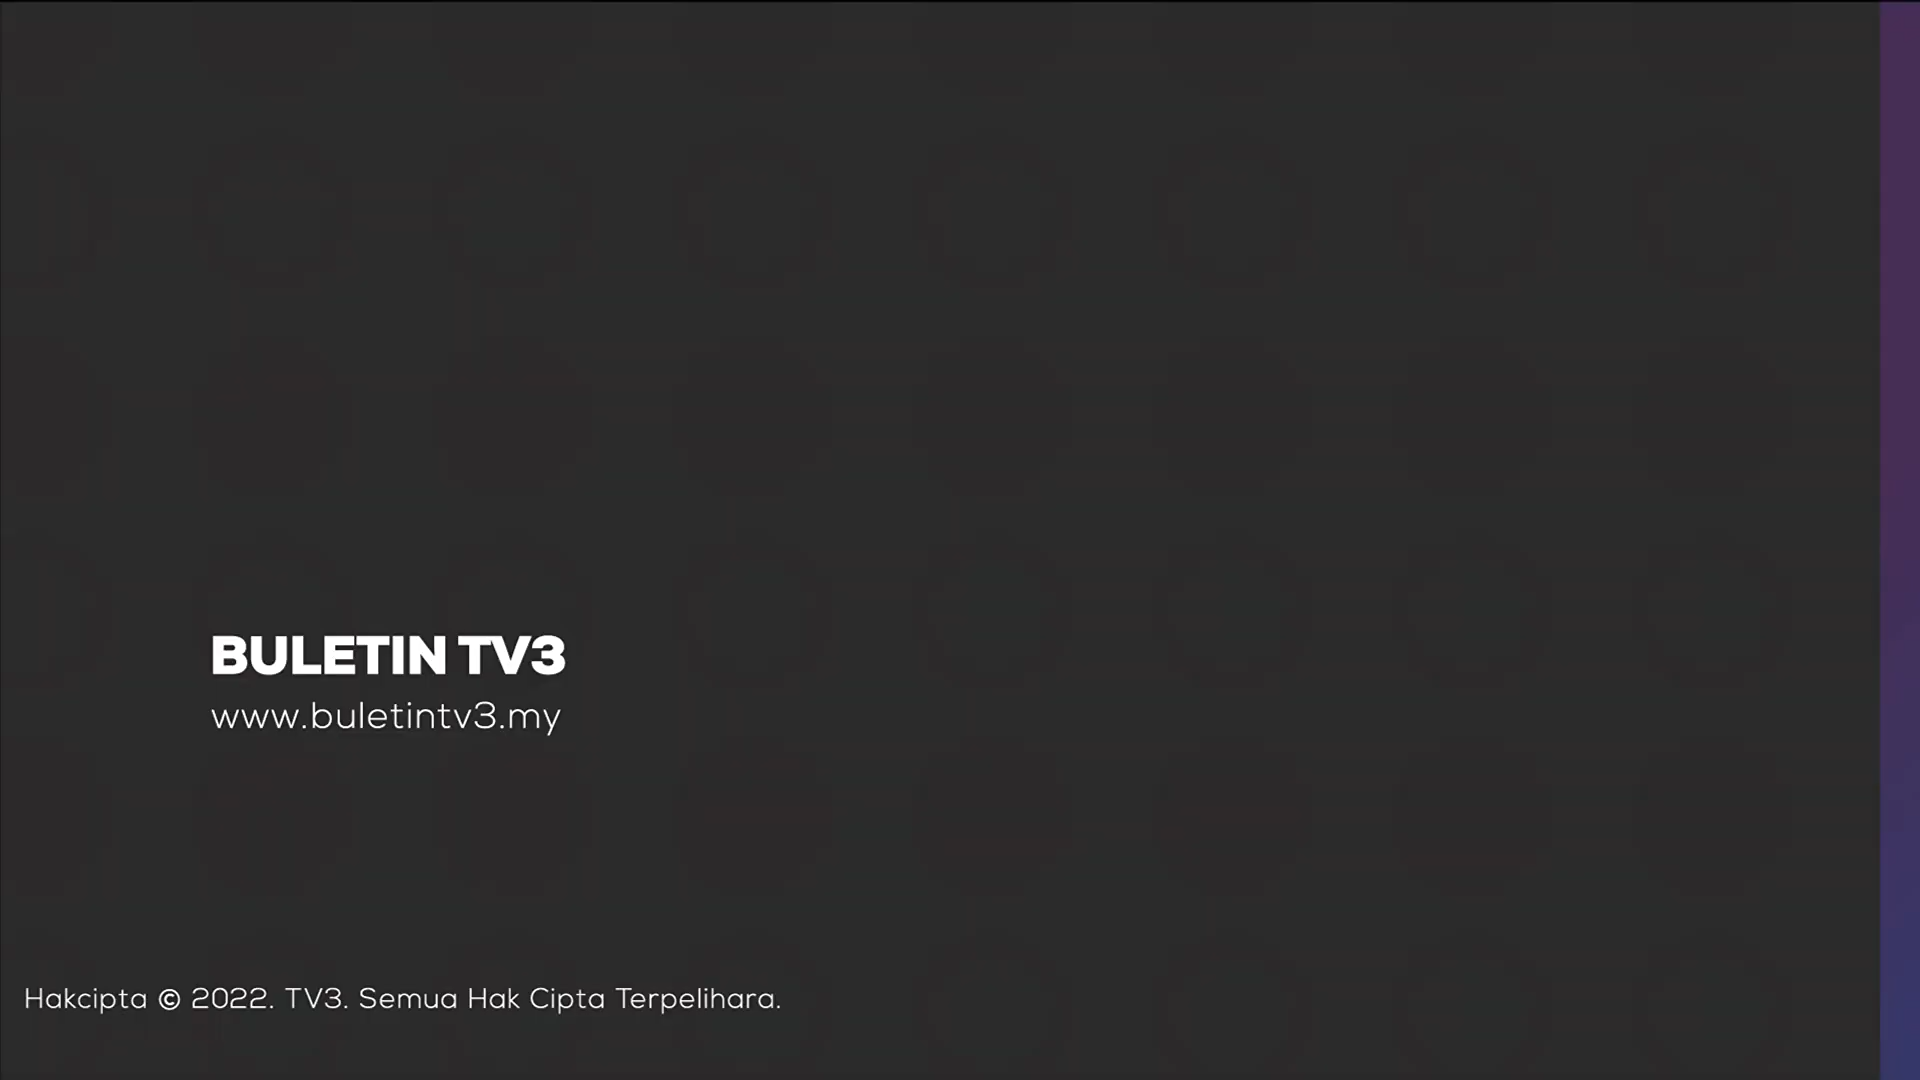 BULETIN TV3
www.buletintv3.my
Hakcipta © 2022. TV3. Semua Hak Cipta Terpelihara.